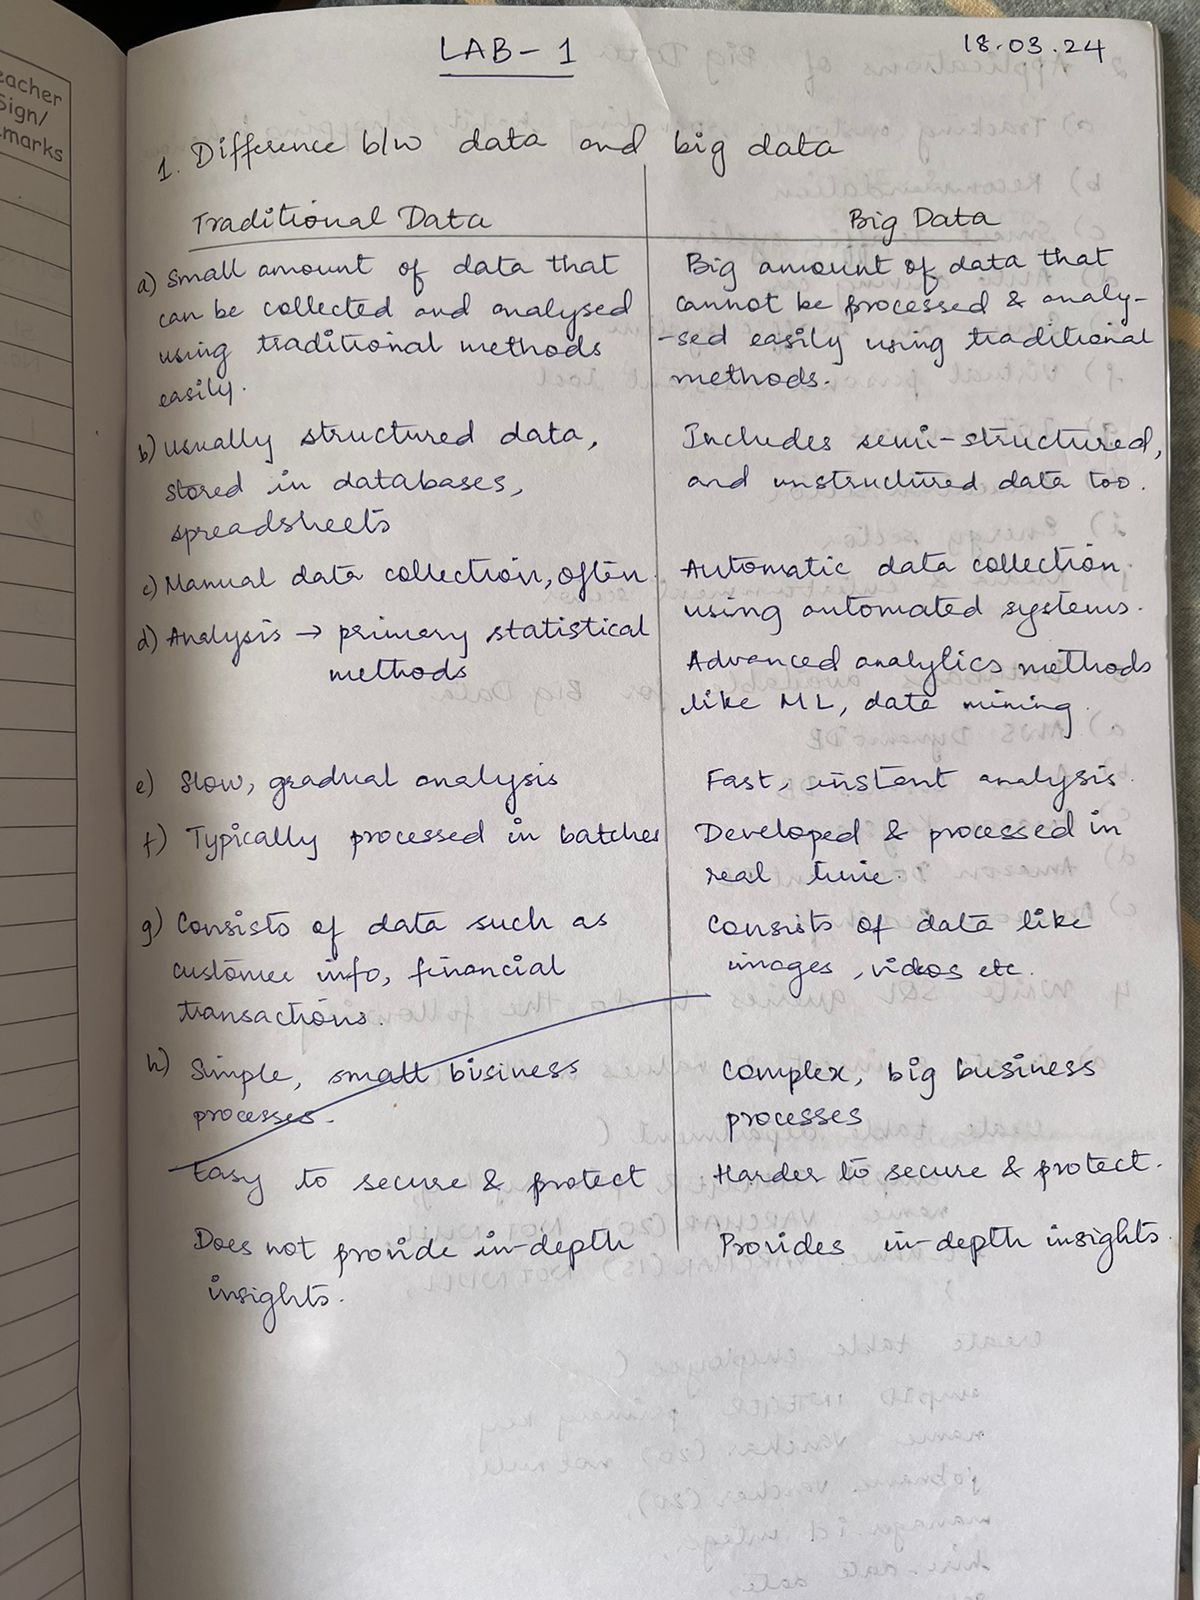 eacher
Sign/
marks
LAB - 1
18.03.24
1. Difference b/w data and big data
Traditional Data
Big Data
a) Small amount of data that
can be collected and analysed
using traditional methods
easily.
Big amount of data that
cannot be processed & analy-
-sed easily using traditional
methods.
b) Usually structured data,
stored in databases,
spreadsheets
Includes semi-structured,
and unstructured data too.
c) Manual data collection, often
Automatic data collection
using automated systems.
d) Analysis → primary statistical
methods
Advanced analytics methods
like ML, data mining
e) Slow, gradual analysis
Fast, instant analysis.
f) Typically processed in batches
Developed & processed in
real time.
g) Consists of data such as
customer info, financial
transactions.
Consists of data like
images, videos etc.
h) Simple, small business
processes.
Complex, big business
processes
Easy to secure & protect
Harder to secure & protect.
Does not provide in-depth
insights.
Provides in-depth insights.